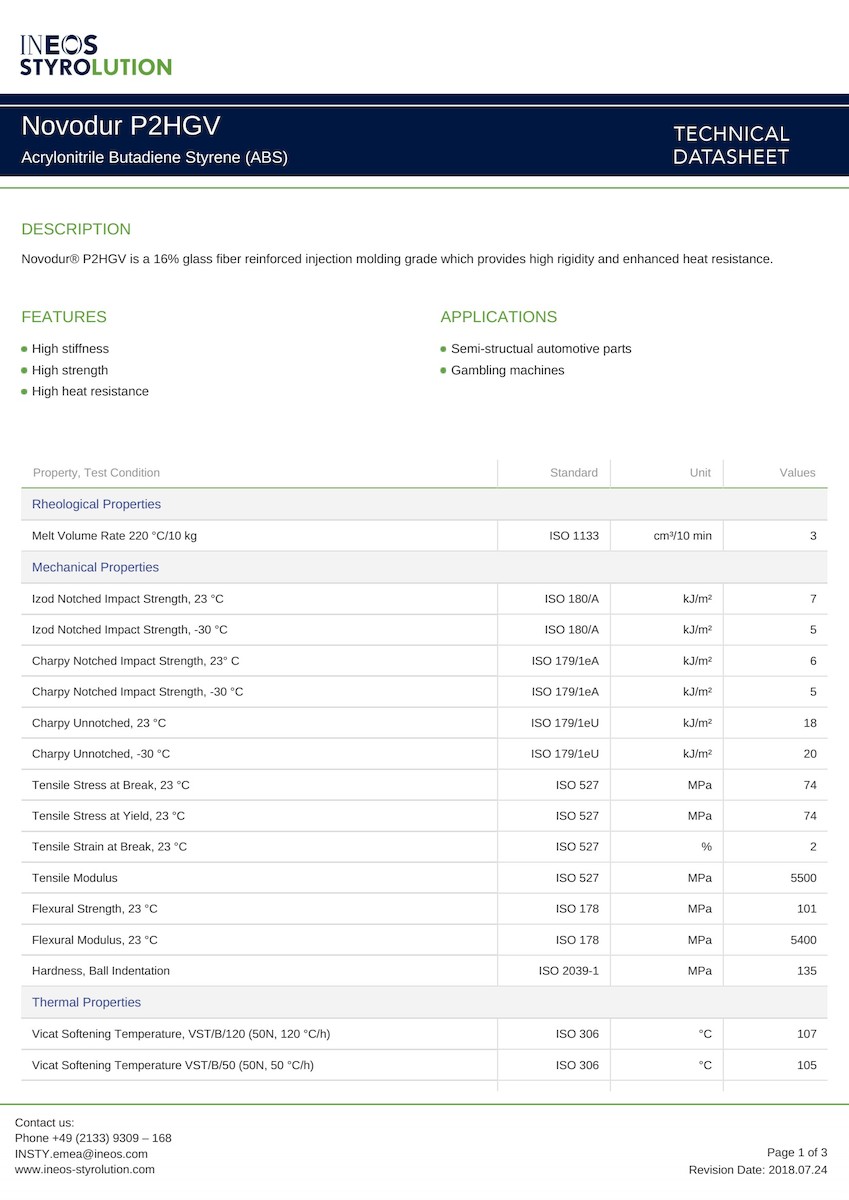 INEOS
STYROLUTION
Novodur P2HGV
Acrylonitrile Butadiene Styrene (ABS)
TECHNICAL
DATASHEET
DESCRIPTION
Novodur® P2HGV is a 16% glass fiber reinforced injection molding grade which provides high rigidity and enhanced heat resistance.
FEATURES
High stiffness
High strength
High heat resistance
APPLICATIONS
Semi-structual automotive parts
Gambling machines
Property, Test Condition Standard Unit Values
Rheological Properties
Melt Volume Rate 220 °C/10 kg ISO 1133 cm³/10 min 3
Mechanical Properties
Izod Notched Impact Strength, 23 °C ISO 180/A kJ/m² 7
Izod Notched Impact Strength, -30 °C ISO 180/A kJ/m² 5
Charpy Notched Impact Strength, 23° C ISO 179/1eA kJ/m² 6
Charpy Notched Impact Strength, -30 °C ISO 179/1eA kJ/m² 5
Charpy Unnotched, 23 °C ISO 179/1eU kJ/m² 18
Charpy Unnotched, -30 °C ISO 179/1eU kJ/m² 20
Tensile Stress at Break, 23 °C ISO 527 MPa 74
Tensile Stress at Yield, 23 °C ISO 527 MPa 74
Tensile Strain at Break, 23 °C ISO 527 % 2
Tensile Modulus ISO 527 MPa 5500
Flexural Strength, 23 °C ISO 178 MPa 101
Flexural Modulus, 23 °C ISO 178 MPa 5400
Hardness, Ball Indentation ISO 2039-1 MPa 135
Thermal Properties
Vicat Softening Temperature, VST/B/120 (50N, 120 °C/h) ISO 306 °C 107
Vicat Softening Temperature VST/B/50 (50N, 50 °C/h) ISO 306 °C 105
Contact us:
Phone +49 (2133) 9309 – 168
INSTY.emea@ineos.com
www.ineos-styrolution.com
Page 1 of 3
Revision Date: 2018.07.24